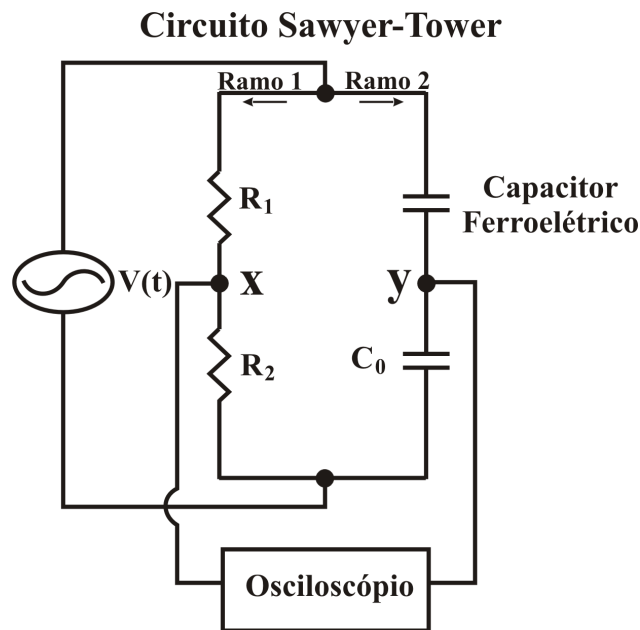 Circuito Sawyer-Tower
Ramo 1 Ramo 2
R₁
Capacitor
Ferroelétrico
V(t)
x
y
R₂
C₀
Osciloscópio